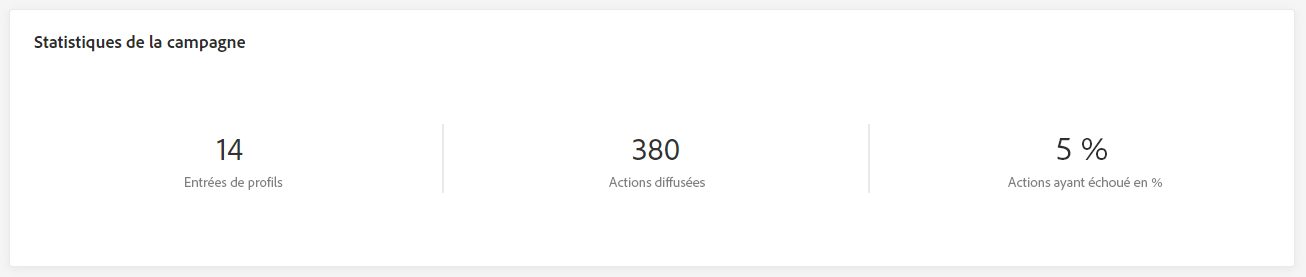 Statistiques de la campagne
14
Entrées de profils
380
Actions diffusées
5 %
Actions ayant échoué en %